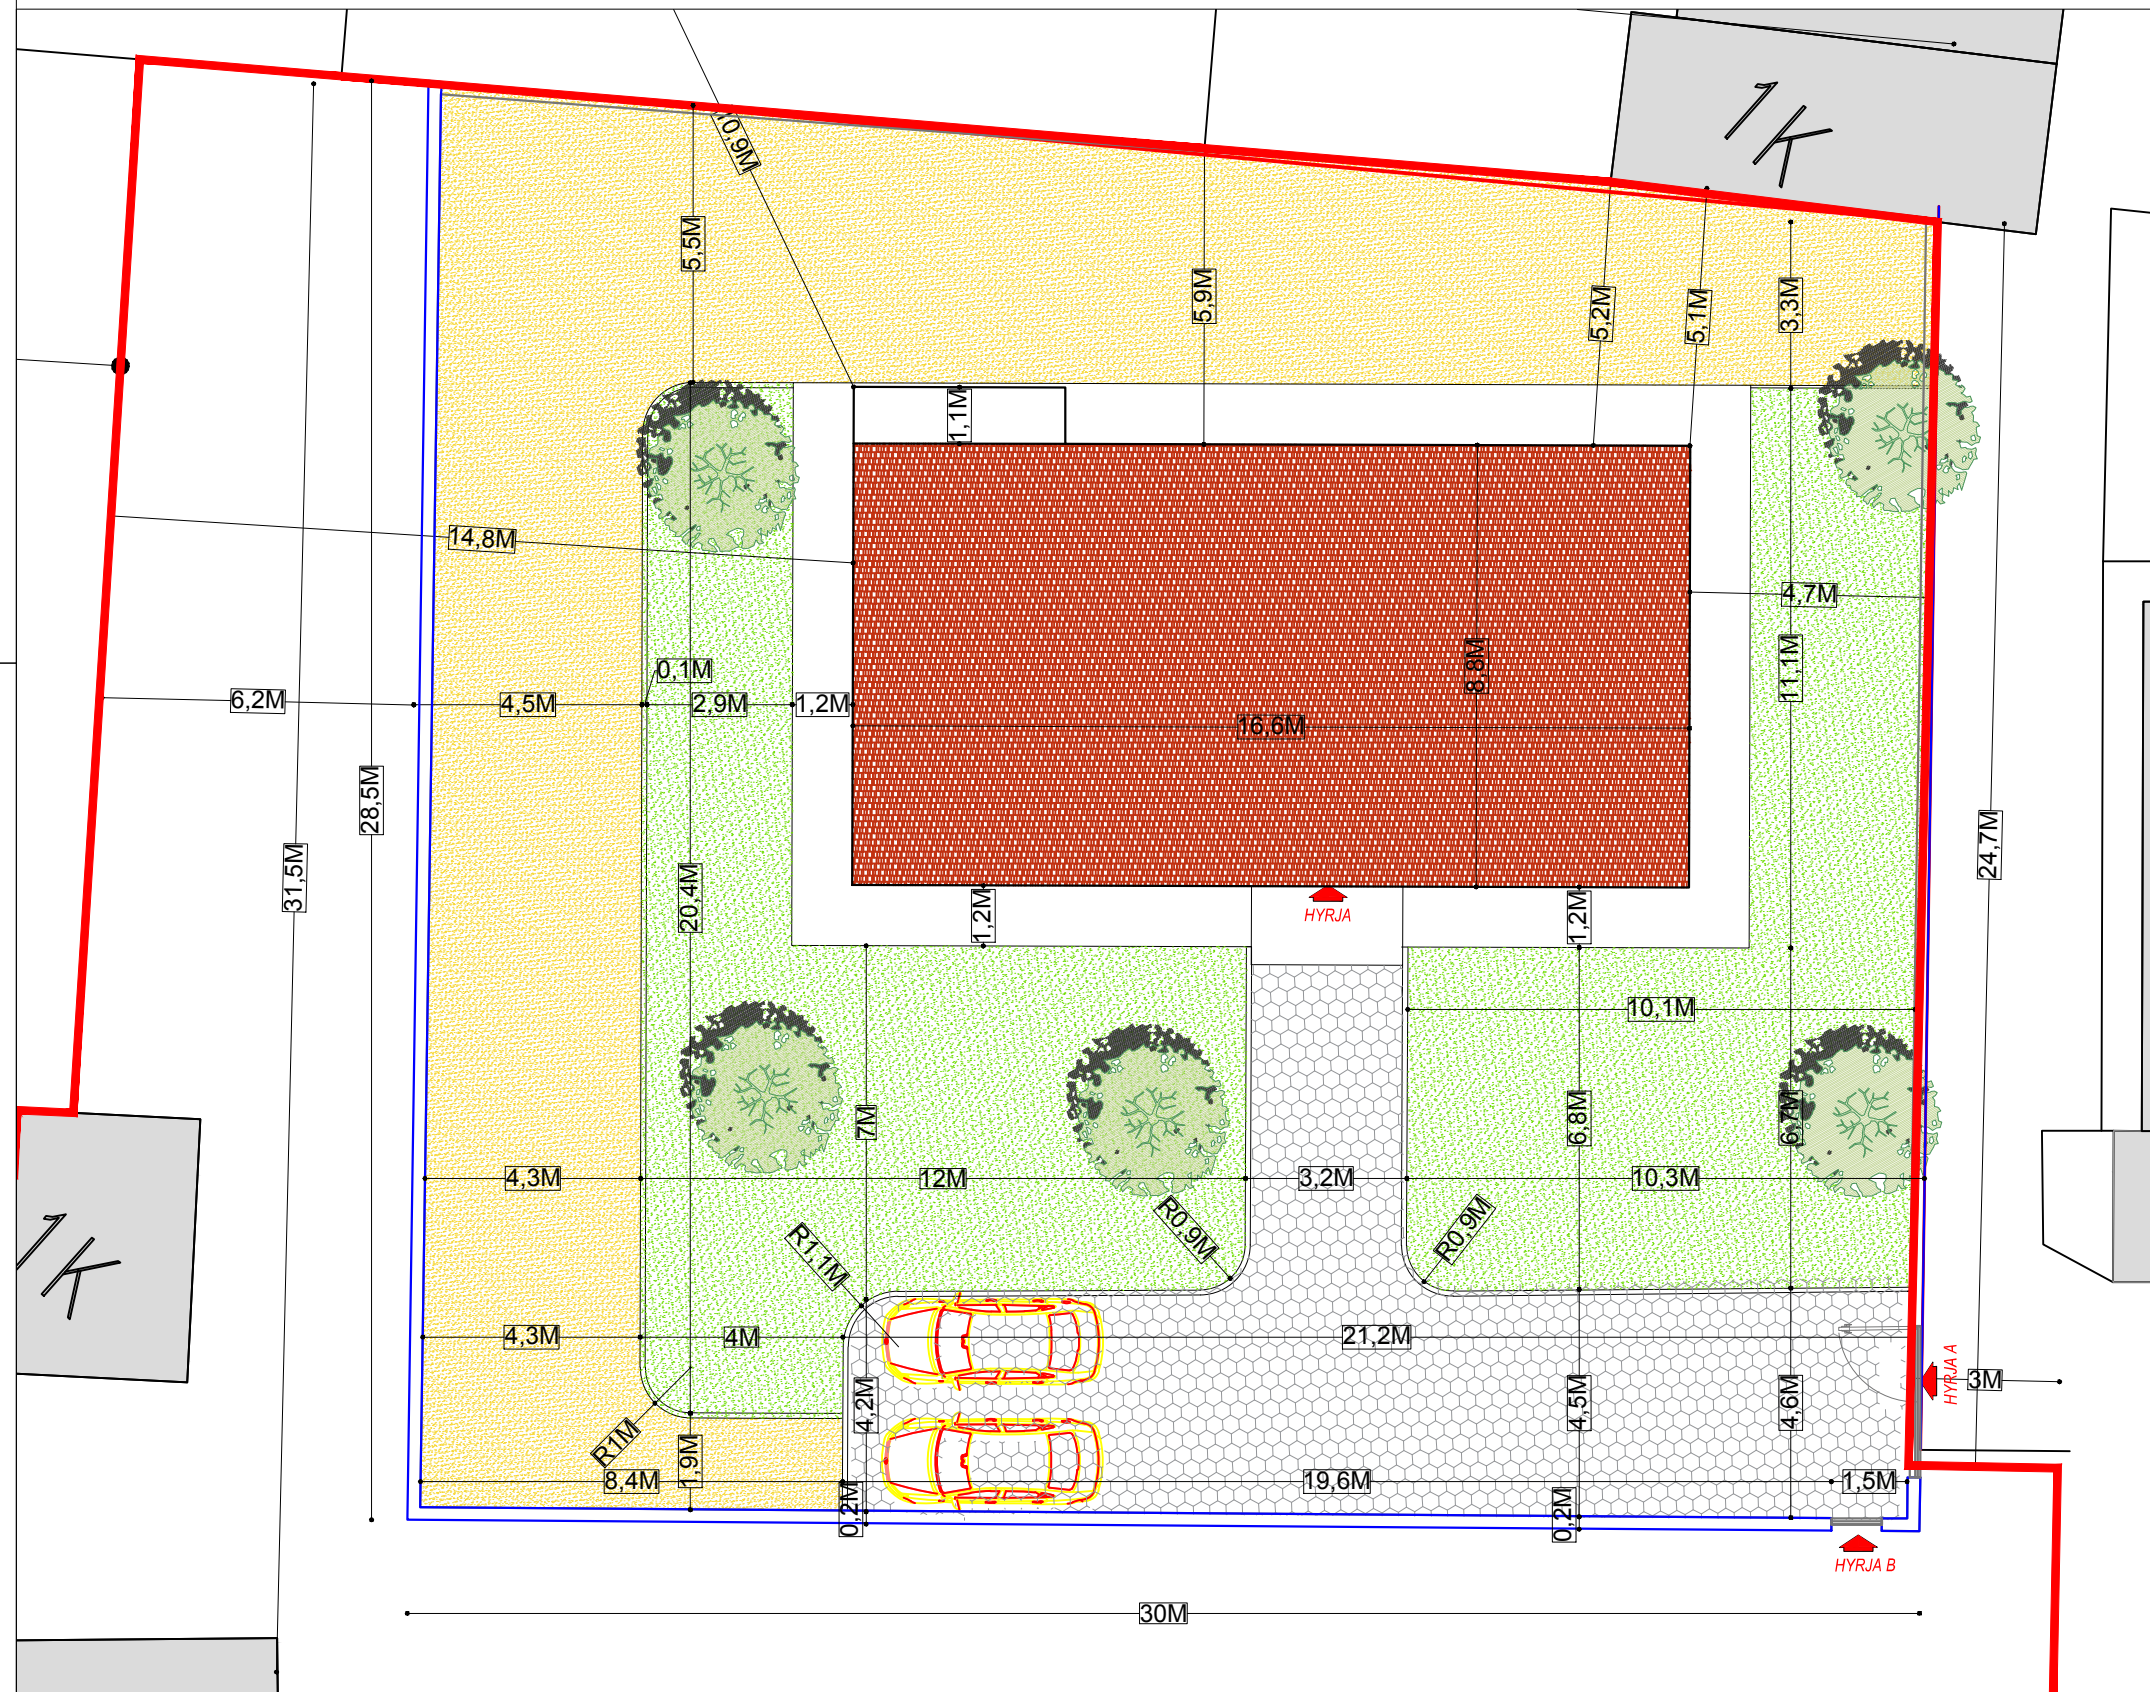 1K
10,9M
5,5M
5,9M
5,2M
5,1M
3,3M
1,1M
14,8M
4,7M
0,1M
6,2M
4,5M
2,9M
1,2M
8,8M
11,1M
16,6M
28,5M
31,5M
24,7M
20,4M
1,2M
HYRJA
1,2M
10,1M
7M
6,8M
6,7M
4,3M
12M
3,2M
10,3M
R1,1M
R0,9M
R0,9M
1K
4,3M
4M
21,2M
HYRJA A
3M
4,2M
4,5M
4,6M
R1M
1,9M
8,4M
19,6M
1,5M
0,2M
0,2M
HYRJA B
30M